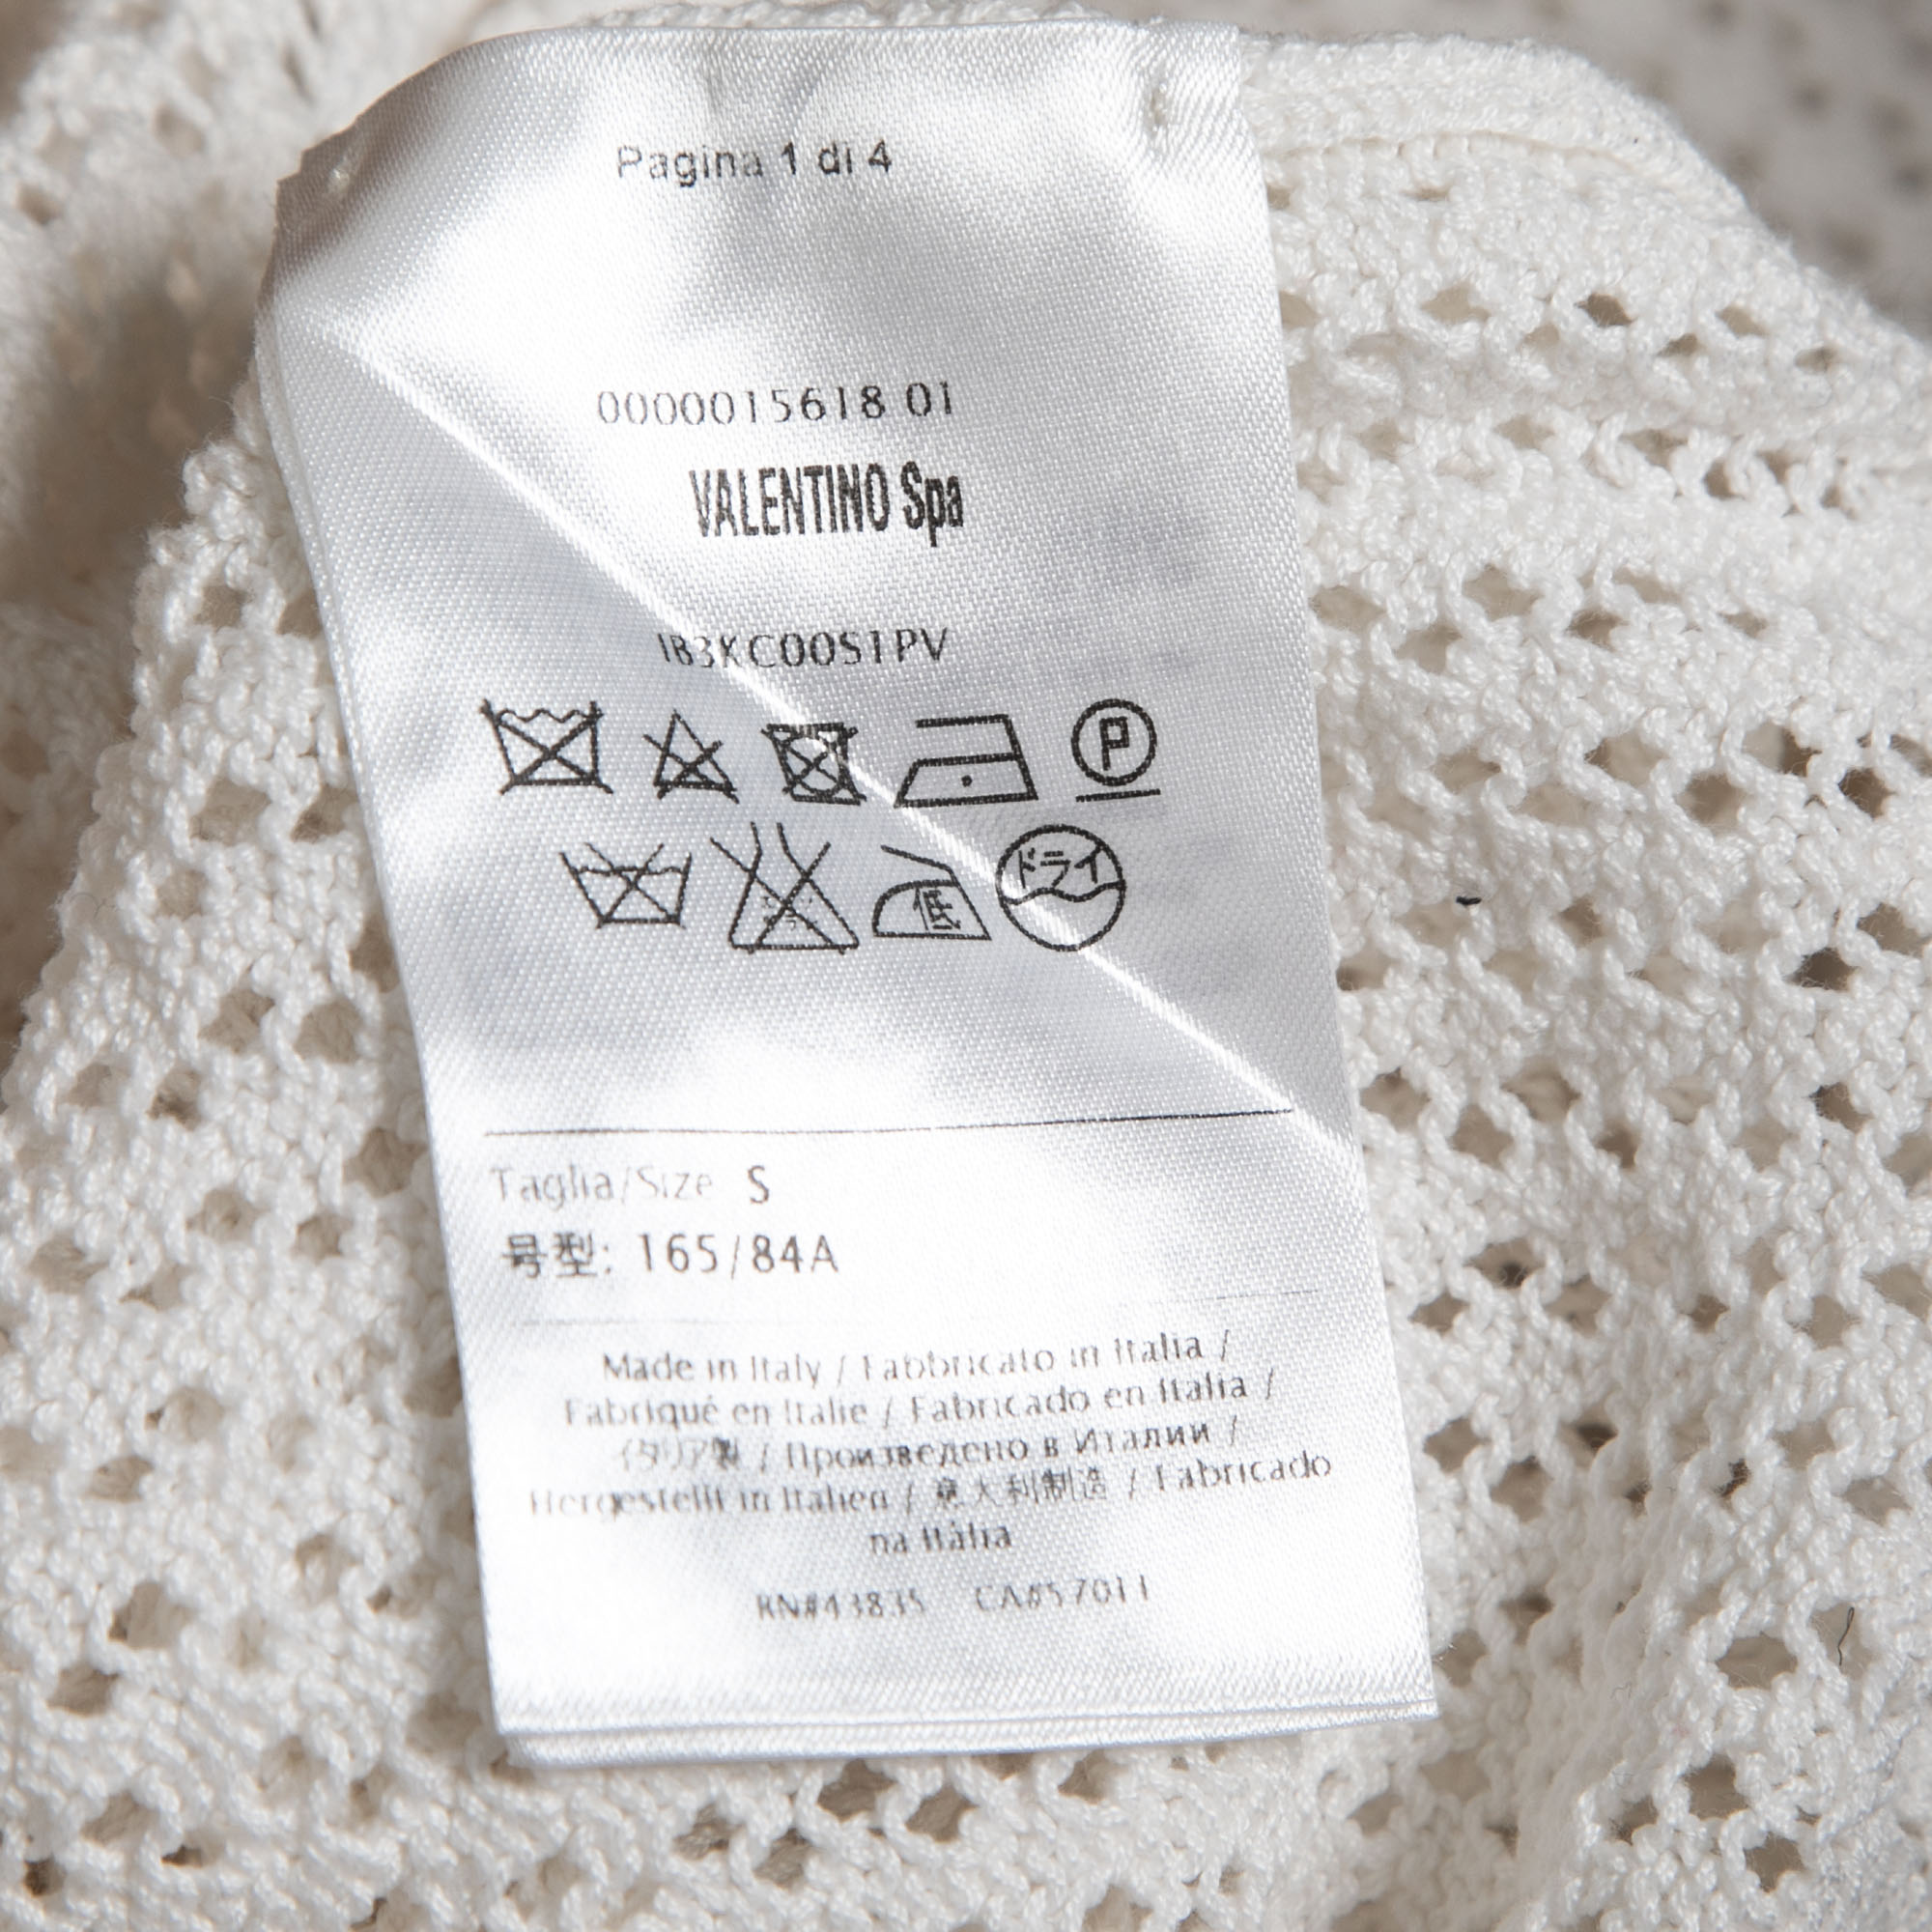 Pagina 1 di 4
0000015618 01
VALENTINO Spa
IB3KC00S1PV
P
ドライ
低
Taglia/Size S
号型: 165/84A
Made in Italy / Fabbricato in Italia /
Fabriqué en Italie / Fabricado en Italia /
イタリア製 / Произведено в Италии /
Hergestellt in Italien / 意大利制造 / Fabricado
na Itália
RN#43835 CA#57011